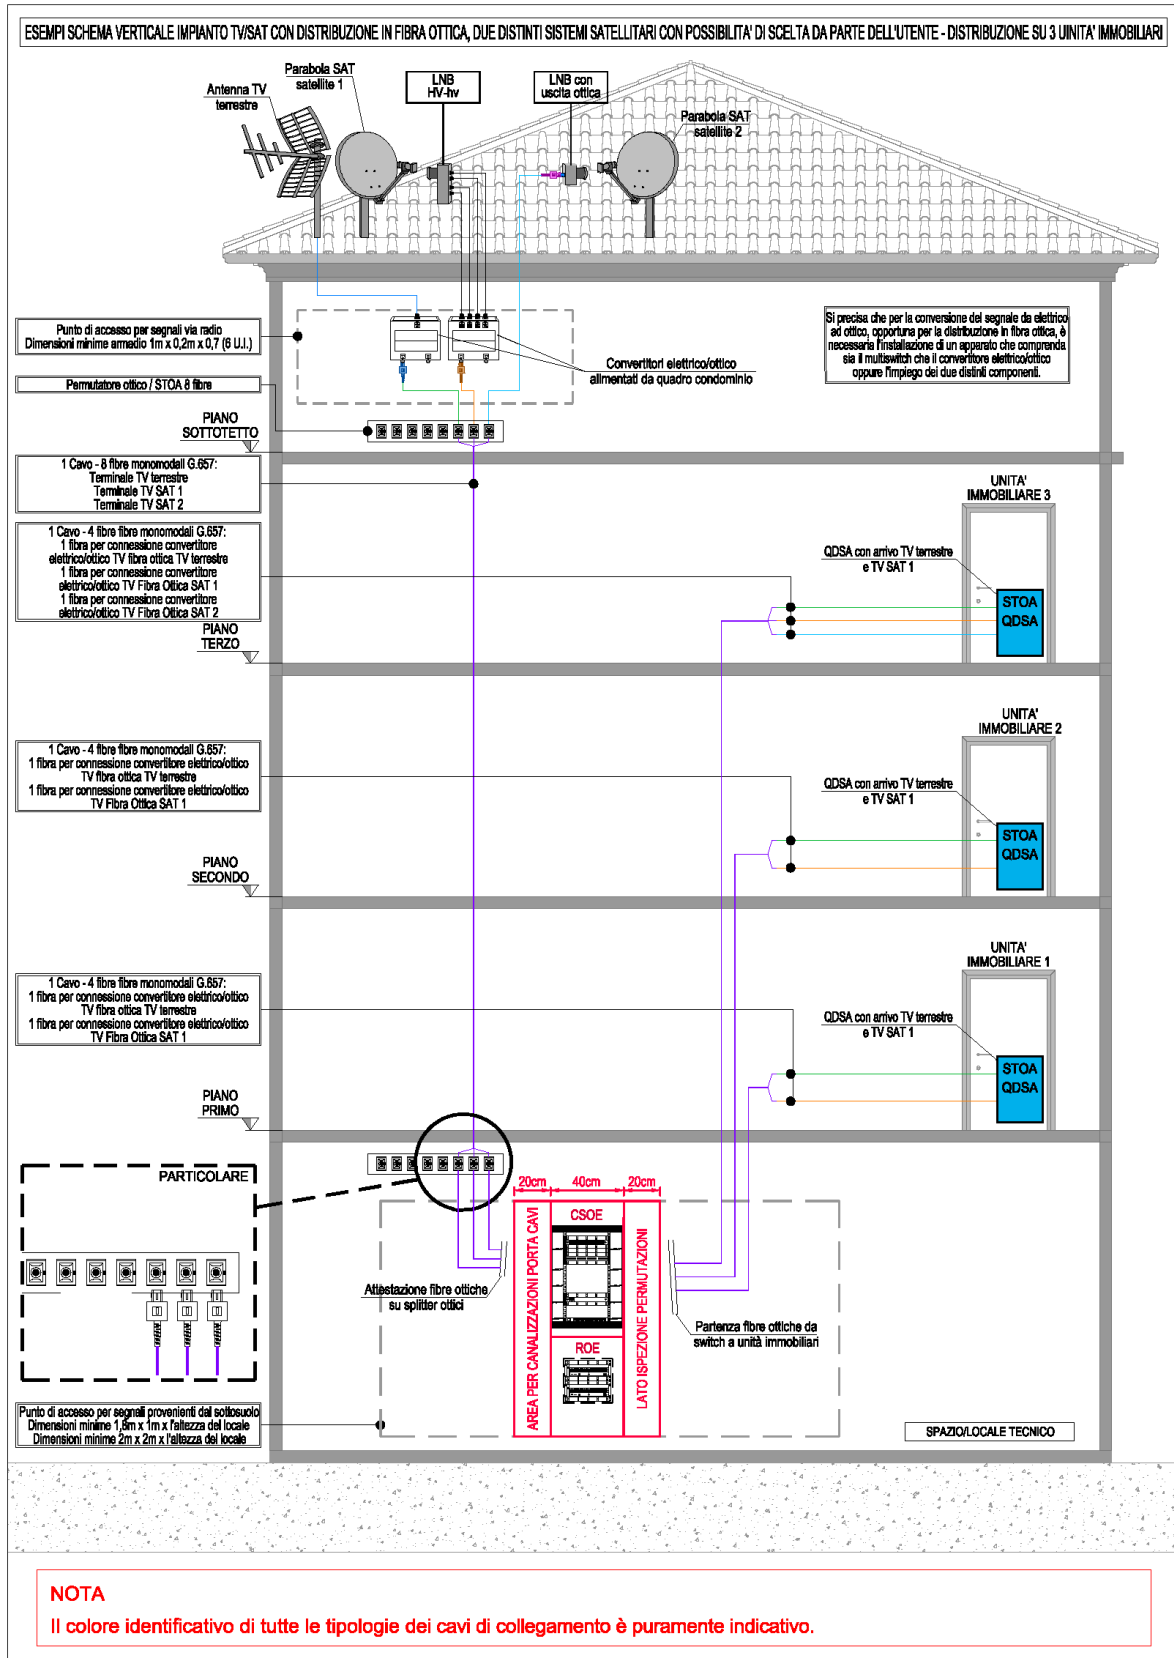 ESEMPI SCHEMA VERTICALE IMPIANTO TV/SAT CON DISTRIBUZIONE IN FIBRA OTTICA, DUE DISTINTI SISTEMI SATELLITARI CON POSSIBILITA' DI SCELTA DA PARTE DELL'UTENTE - DISTRIBUZIONE SU 3 UINITA' IMMOBILIARI
Antenna TV
terrestre
Parabola SAT
satellite 1
LNB
HV-hv
LNB con
uscita ottica
Parabola SAT
satellite 2
Punto di accesso per segnali via radio
Dimensioni minime armadio 1m x 0,2m x 0,7 (6 U.I.)
Permutatore ottico / STOA 8 fibre
Convertitori elettrico/ottico
alimentati da quadro condominio
Si precisa che per la conversione del segnale da elettrico
ad ottico, opportuna per la distribuzione in fibra ottica, è
necessaria l'installazione di un apparato che comprenda
sia il multiswitch che il convertitore elettrico/ottico
oppure l'impiego dei due distinti componenti.
PIANO
SOTTOTETTO
1 Cavo - 8 fibre monomodali G.657:
Terminale TV terrestre
Terminale TV SAT 1
Terminale TV SAT 2
1 Cavo - 4 fibre fibre monomodali G.657:
1 fibra per connessione convertitore
elettrico/ottico TV fibra ottica TV terrestre
1 fibra per connessione convertitore
elettrico/ottico TV Fibra Ottica SAT 1
1 fibra per connessione convertitore
elettrico/ottico TV Fibra Ottica SAT 2
UNITA'
IMMOBILIARE 3
QDSA con arrivo TV terrestre
e TV SAT 1
STOA
QDSA
PIANO
TERZO
UNITA'
IMMOBILIARE 2
1 Cavo - 4 fibre fibre monomodali G.657:
1 fibra per connessione convertitore elettrico/ottico
TV fibra ottica TV terrestre
1 fibra per connessione convertitore elettrico/ottico
TV Fibra Ottica SAT 1
QDSA con arrivo TV terrestre
e TV SAT 1
STOA
QDSA
PIANO
SECONDO
UNITA'
IMMOBILIARE 1
1 Cavo - 4 fibre fibre monomodali G.657:
1 fibra per connessione convertitore elettrico/ottico
TV fibra ottica TV terrestre
1 fibra per connessione convertitore elettrico/ottico
TV Fibra Ottica SAT 1
QDSA con arrivo TV terrestre
e TV SAT 1
STOA
QDSA
PIANO
PRIMO
PARTICOLARE
20cm
40cm
20cm
AREA PER CANALIZZAZIONI PORTA CAVI
CSOE
ROE
LATO ISPEZIONE PERMUTAZIONI
Attestazione fibre ottiche
su splitter ottici
Partenza fibre ottiche da
switch a unità immobiliari
Punto di accesso per segnali provenienti dal sottosuolo
Dimensioni minime 1,8m x 1m x l'altezza del locale
Dimensioni minime 2m x 2m x l'altezza del locale
SPAZIO/LOCALE TECNICO
NOTA
Il colore identificativo di tutte le tipologie dei cavi di collegamento è puramente indicativo.